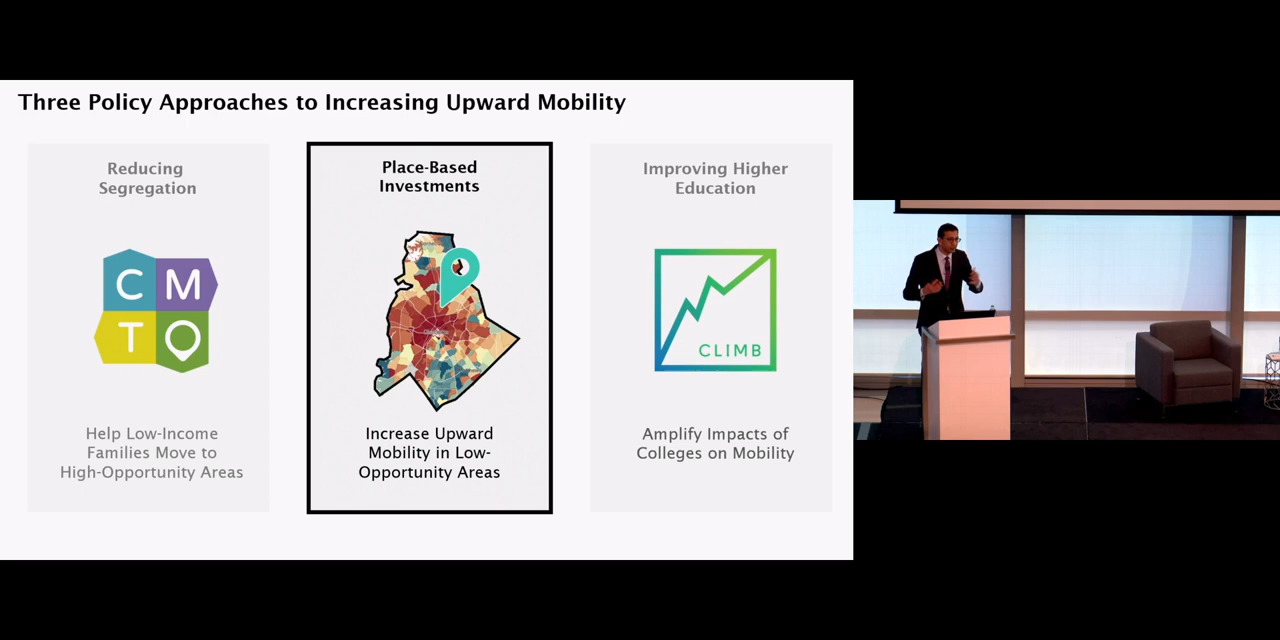 Three Policy Approaches to Increasing Upward Mobility
Reducing
Segregation
C M
T O
Help Low-Income
Families Move to
High-Opportunity Areas
Place-Based
Investments
Increase Upward
Mobility in Low-
Opportunity Areas
Improving Higher
Education
CLIMB
Amplify Impacts of
Colleges on Mobility